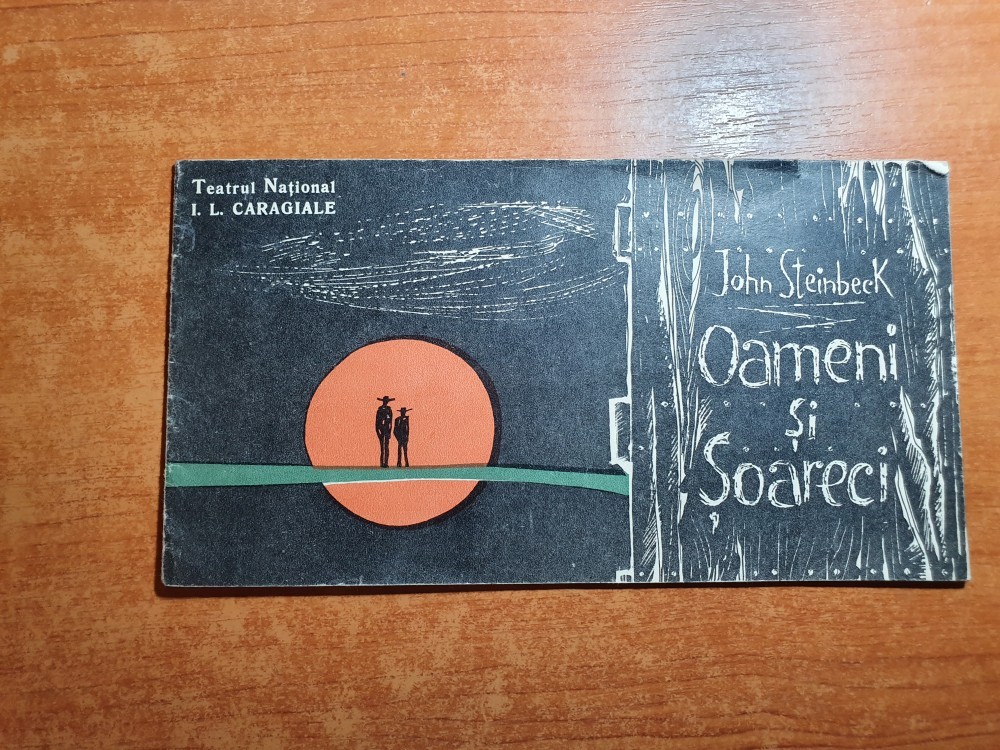 Teatrul Național
I. L. CARAGIALE
John Steinbeck
Oameni
și
Șoareci